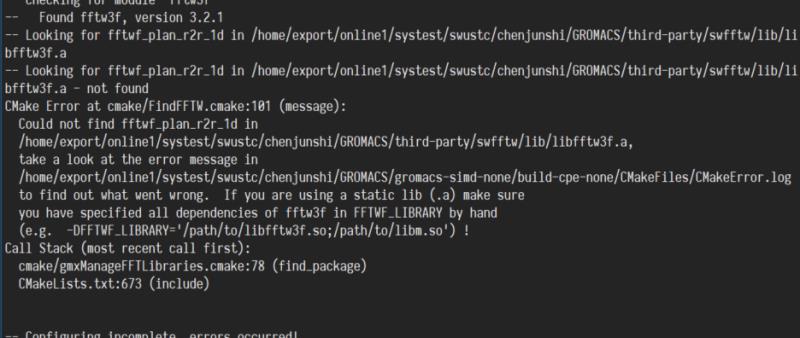 checking for module 'fftw3f'
--   Found fftw3f, version 3.2.1
-- Looking for fftwf_plan_r2r_1d in /home/export/online1/systest/swustc/chenjunshi/GROMACS/third-party/swfftw/lib/li
bfftw3f.a
-- Looking for fftwf_plan_r2r_1d in /home/export/online1/systest/swustc/chenjunshi/GROMACS/third-party/swfftw/lib/li
bfftw3f.a - not found
CMake Error at cmake/FindFFTW.cmake:101 (message):
  Could not find fftwf_plan_r2r_1d in
  /home/export/online1/systest/swustc/chenjunshi/GROMACS/third-party/swfftw/lib/libfftw3f.a,
  take a look at the error message in
  /home/export/online1/systest/swustc/chenjunshi/GROMACS/gromacs-simd-none/build-cpe-none/CMakeFiles/CMakeError.log
  to find out what went wrong.  If you are using a static lib (.a) make sure
  you have specified all dependencies of fftw3f in FFTWF_LIBRARY by hand
  (e.g.  -DFFTWF_LIBRARY='/path/to/libfftw3f.so;/path/to/libm.so') !
Call Stack (most recent call first):
  cmake/gmxManageFFTLibraries.cmake:78 (find_package)
  CMakeLists.txt:673 (include)
-- Configuring incomplete, errors occurred!